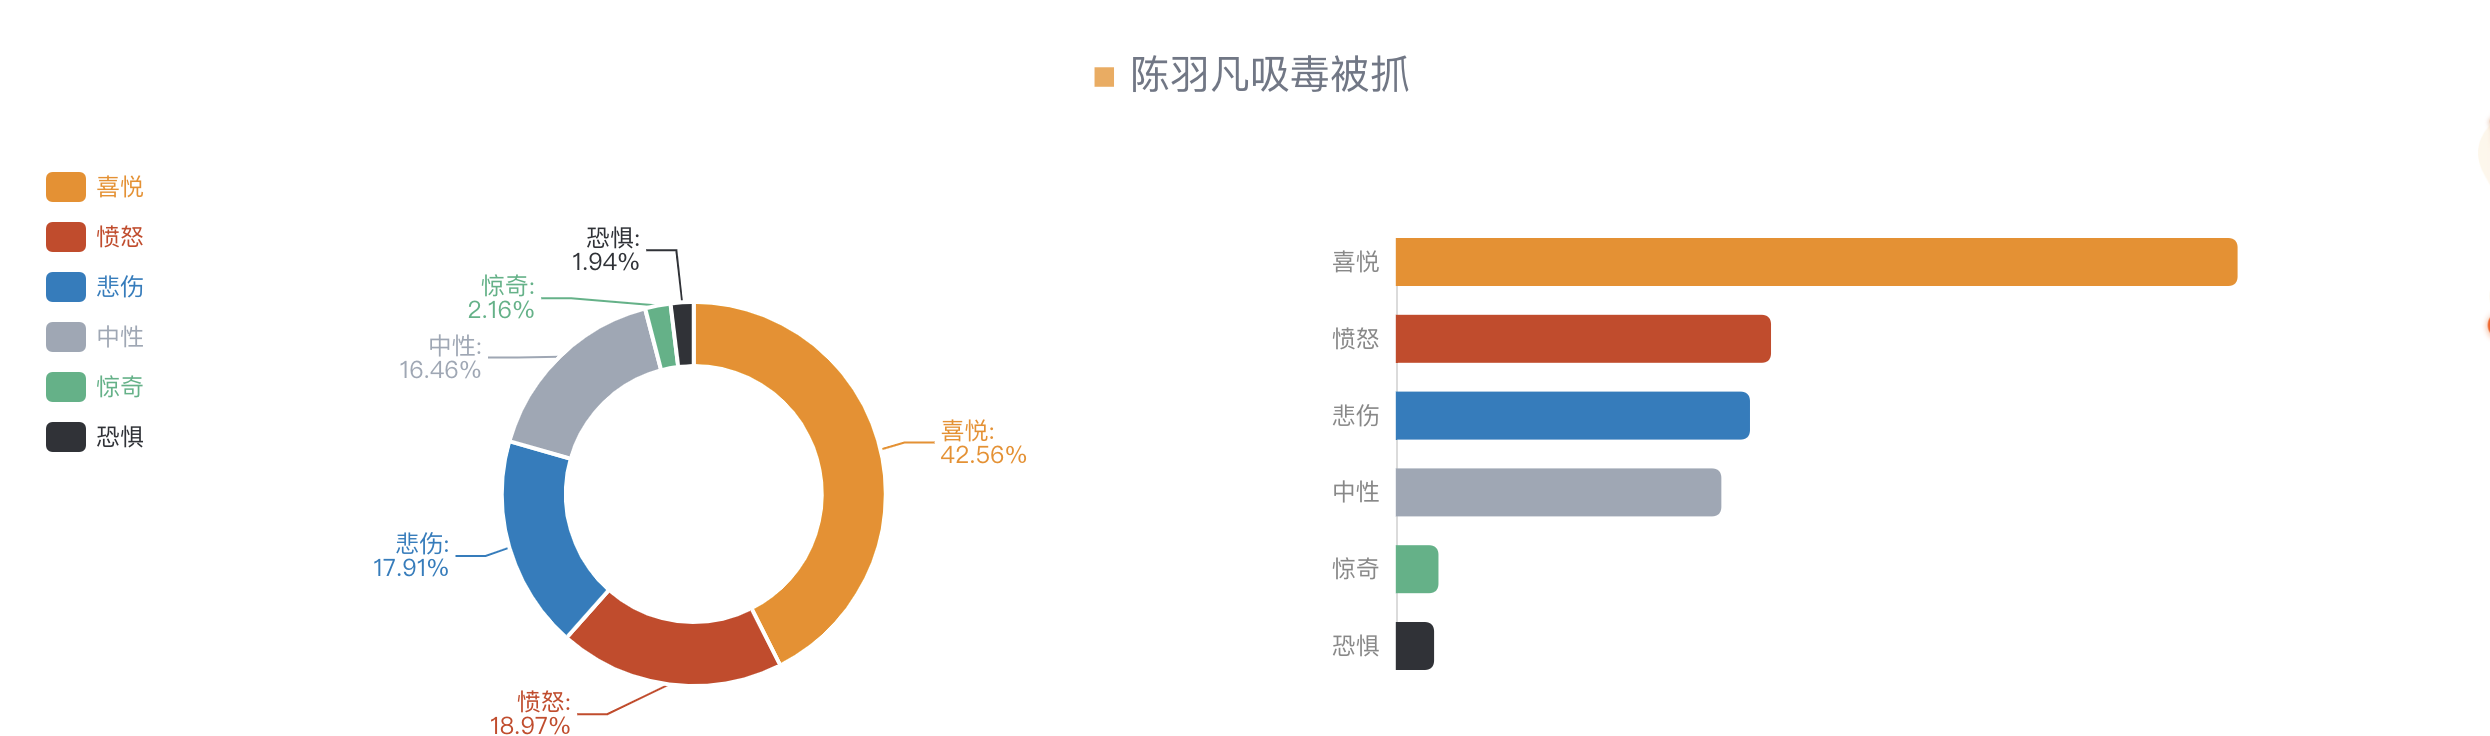 陈羽凡吸毒被抓
喜悦
愤怒
悲伤
中性
惊奇
恐惧
恐惧:
1.94%
惊奇:
2.16%
中性:
16.46%
喜悦:
42.56%
悲伤:
17.91%
愤怒:
18.97%
喜悦
愤怒
悲伤
中性
惊奇
恐惧